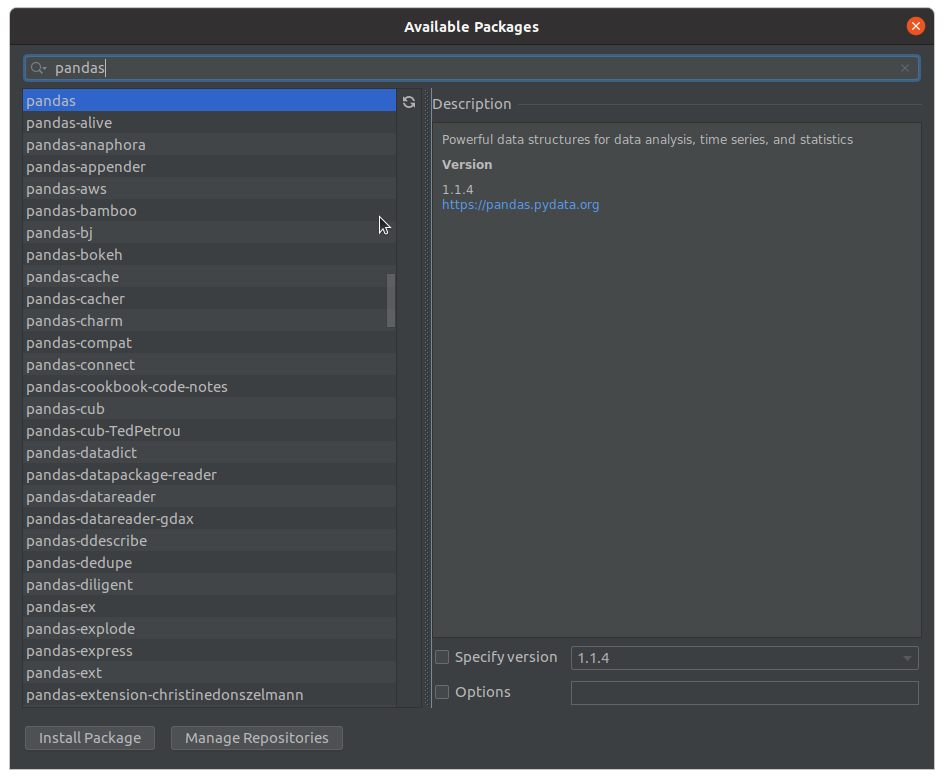 Available Packages
pandas
pandas
pandas-alive
pandas-anaphora
pandas-appender
pandas-aws
pandas-bamboo
pandas-bj
pandas-bokeh
pandas-cache
pandas-cacher
pandas-charm
pandas-compat
pandas-connect
pandas-cookbook-code-notes
pandas-cub
pandas-cub-TedPetrou
pandas-datadict
pandas-datapackage-reader
pandas-datareader
pandas-datareader-gdax
pandas-ddescribe
pandas-dedupe
pandas-diligent
pandas-ex
pandas-explode
pandas-express
pandas-ext
pandas-extension-christinedonszelmann
Description
Powerful data structures for data analysis, time series, and statistics
Version
1.1.4
https://pandas.pydata.org
Specify version
1.1.4
Options
Install Package
Manage Repositories